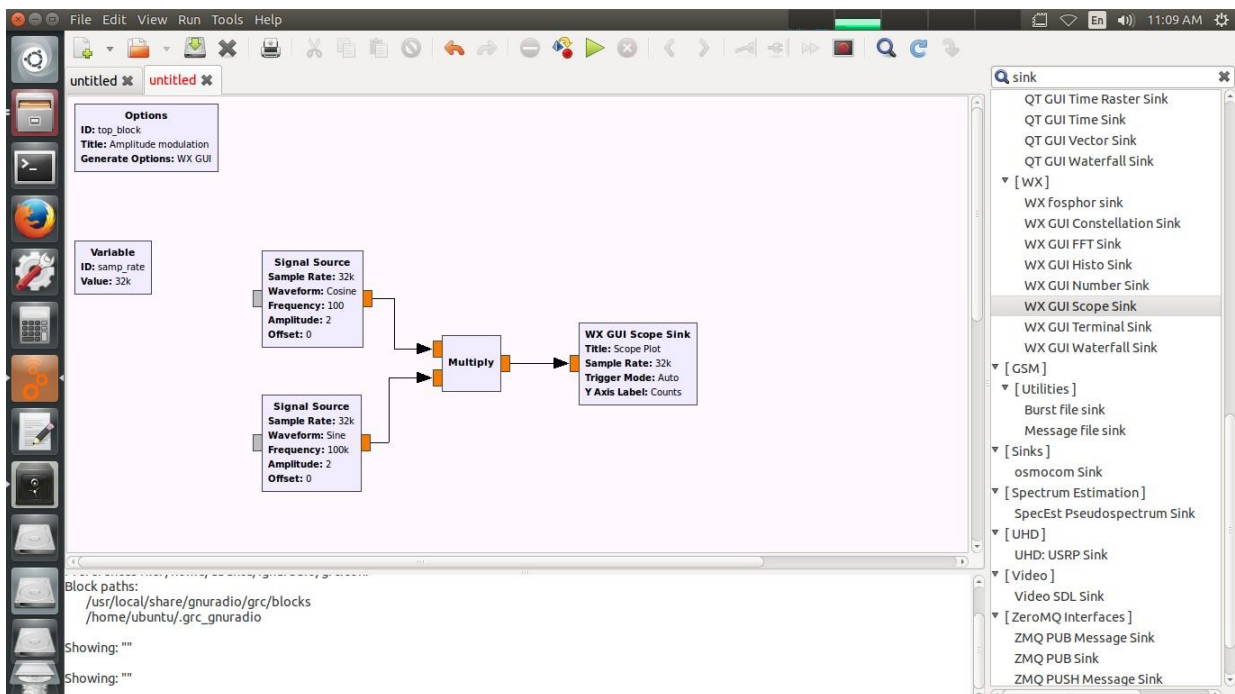 File Edit View Run Tools Help
En 11:09 AM
untitled untitled
Options
ID: top_block
Title: Amplitude modulation
Generate Options: WX GUI
Variable
ID: samp_rate
Value: 32k
Signal Source
Sample Rate: 32k
Waveform: Cosine
Frequency: 100
Amplitude: 2
Offset: 0
Signal Source
Sample Rate: 32k
Waveform: Sine
Frequency: 100k
Amplitude: 2
Offset: 0
Multiply
WX GUI Scope Sink
Title: Scope Plot
Sample Rate: 32k
Trigger Mode: Auto
Y Axis Label: Counts
Block paths:
/usr/local/share/gnuradio/grc/blocks
/home/ubuntu/.grc_gnuradio
Showing: ""
Showing: ""
sink
QT GUI Time Raster Sink
QT GUI Time Sink
QT GUI Vector Sink
QT GUI Waterfall Sink
[ WX ]
WX fosphor sink
WX GUI Constellation Sink
WX GUI FFT Sink
WX GUI Histo Sink
WX GUI Number Sink
WX GUI Scope Sink
WX GUI Terminal Sink
WX GUI Waterfall Sink
[ GSM ]
[ Utilities ]
Burst file sink
Message file sink
[ Sinks ]
osmocom Sink
[ Spectrum Estimation ]
SpecEst Pseudospectrum Sink
[ UHD ]
UHD: USRP Sink
[ Video ]
Video SDL Sink
[ ZeroMQ Interfaces ]
ZMQ PUB Message Sink
ZMQ PUB Sink
ZMQ PUSH Message Sink